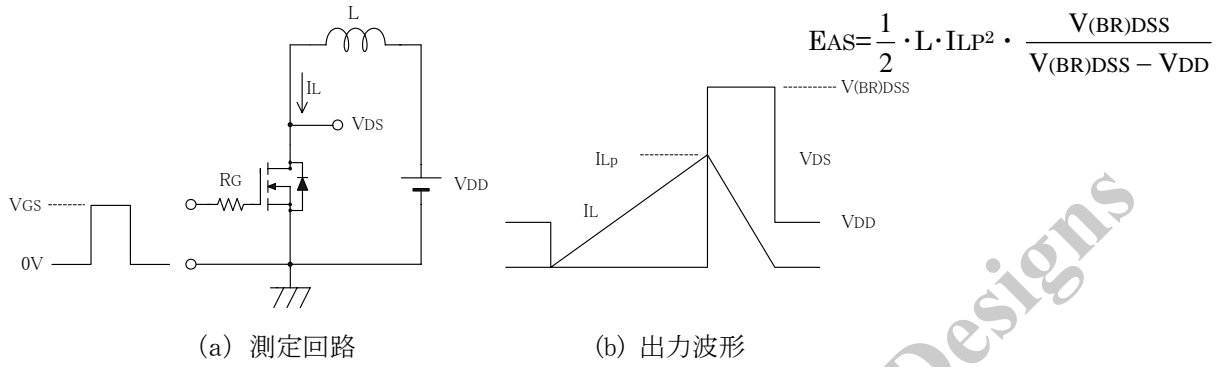 EAS=1/2・L・ILP²・V(BR)DSS/V(BR)DSS－VDD
L
IL
VDS
RG
VDD
VGS
0V
V(BR)DSS
ILp
VDS
IL
VDD
(a) 測定回路
(b) 出力波形
Designs